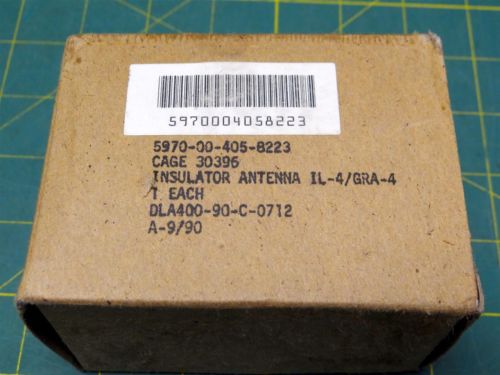 5970004058223
5970-00-405-8223
CAGE 30396
INSULATOR ANTENNA IL-4/GRA-4
1 EACH
DLA400-90-C-0712
A-9/90